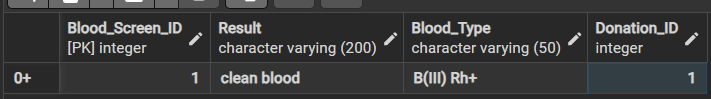 Blood_Screen_ID Result Blood_Type Donation_ID
[PK] integer character varying (200) character varying (50) integer
0+ 1 clean blood B(III) Rh+ 1